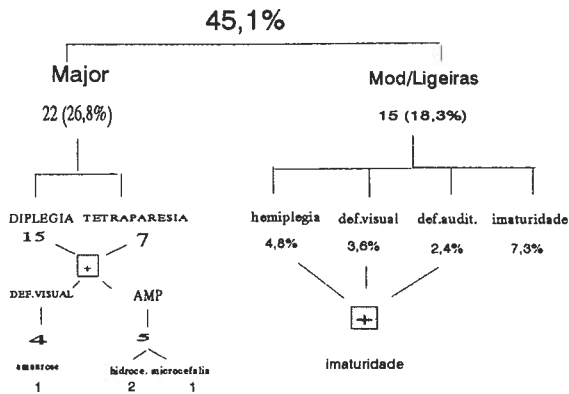 45,1%
Major
Mod/Ligeiras
22 (26,8%)
15 (18,3%)
DIPLEGIA TETRAPARESIA
15 7
hemiplegia def.visual def.audit. imaturidade
4,8% 3,6% 2,4% 7,3%
+
DEF.VISUAL AMP
+
4 5
imaturidade
amaurose hidroce. microcefalia
1 2 1